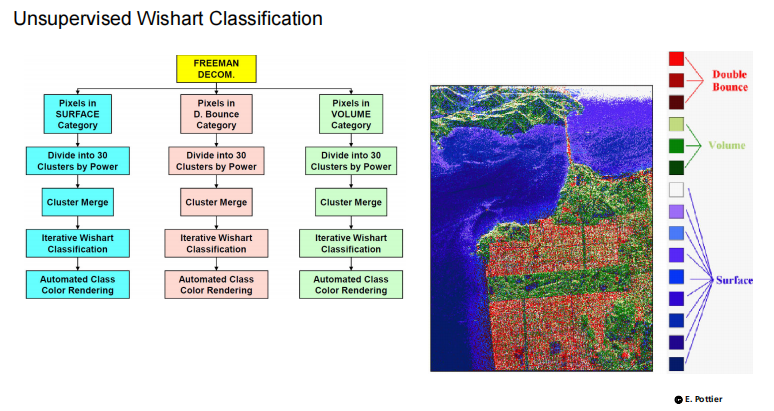 Unsupervised Wishart Classification
FREEMAN
DECOM.
Pixels in
SURFACE
Category
Pixels in
D. Bounce
Category
Pixels in
VOLUME
Category
Divide into 30
Clusters by Power
Divide into 30
Clusters by Power
Divide into 30
Clusters by Power
Cluster Merge
Cluster Merge
Cluster Merge
Iterative Wishart
Classification
Iterative Wishart
Classification
Iterative Wishart
Classification
Automated Class
Color Rendering
Automated Class
Color Rendering
Automated Class
Color Rendering
Double
Bounce
Volume
Surface
E. Pottier